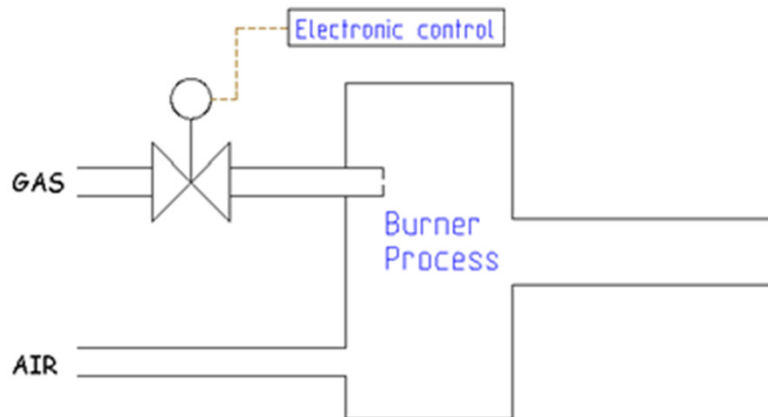 Electronic control
GAS
Burner
Process
AIR